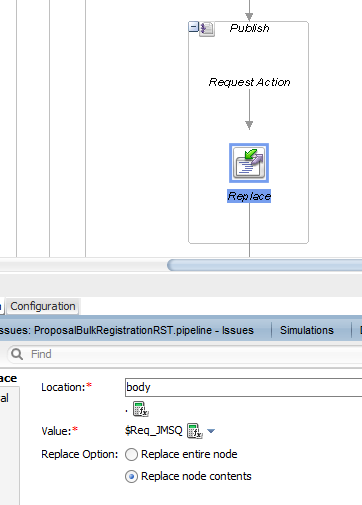 Publish
Request Action
Replace
Configuration
ssues: ProposalBulkRegistrationRST.pipeline - Issues
Simulations
Find
ace
al
Location:*
body
.
Value:*
$Req_JMSQ
Replace Option:
Replace entire node
Replace node contents